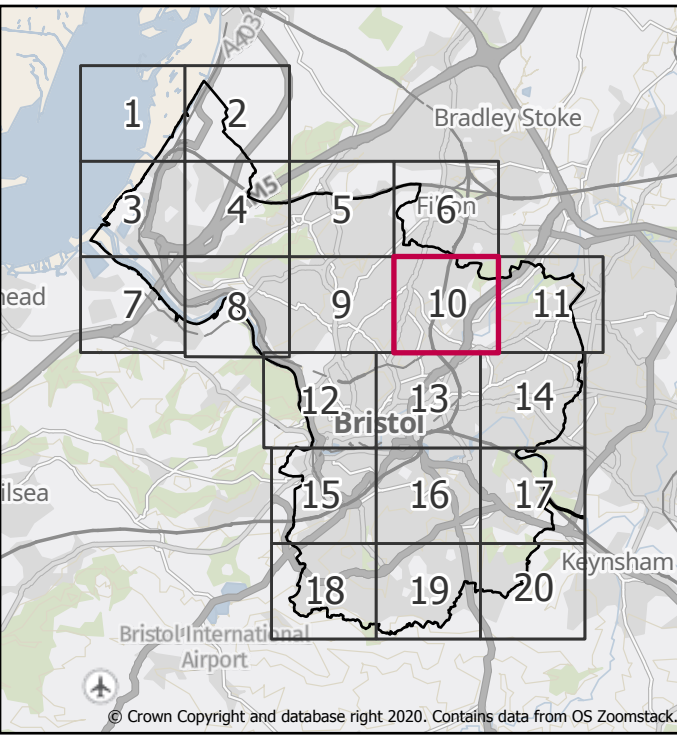 A403
1 2
Bradley Stoke
M5
3 4 5 6
Filton
head
7 8 9 10 11
12 13 14
Bristol
ilsea
15 16 17
Keynsham
18 19 20
Bristol International
Airport
© Crown Copyright and database right 2020. Contains data from OS Zoomstack.